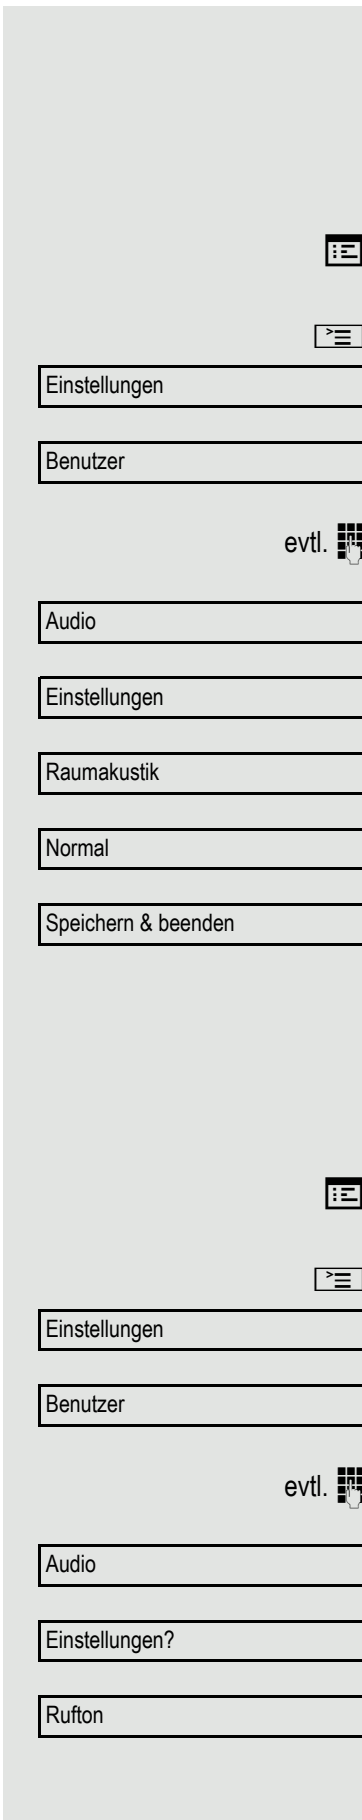 Einstellungen
Benutzer
evtl.
Audio
Einstellungen
Raumakustik
Normal
Speichern & beenden
Einstellungen
Benutzer
evtl.
Audio
Einstellungen?
Rufton